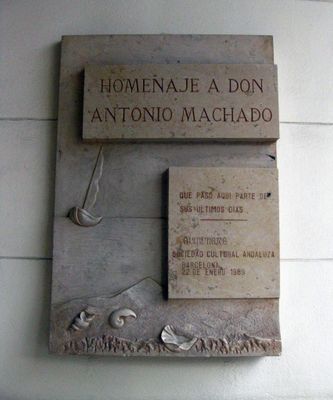 HOMENAJE A DON
ANTONIO MACHADO
QUE PASO AQUI PARTE DE
SUS ULTIMOS DIAS
SOCIEDAD CULTURAL ANDALUZA
BARCELONA
22 DE ENERO 1989